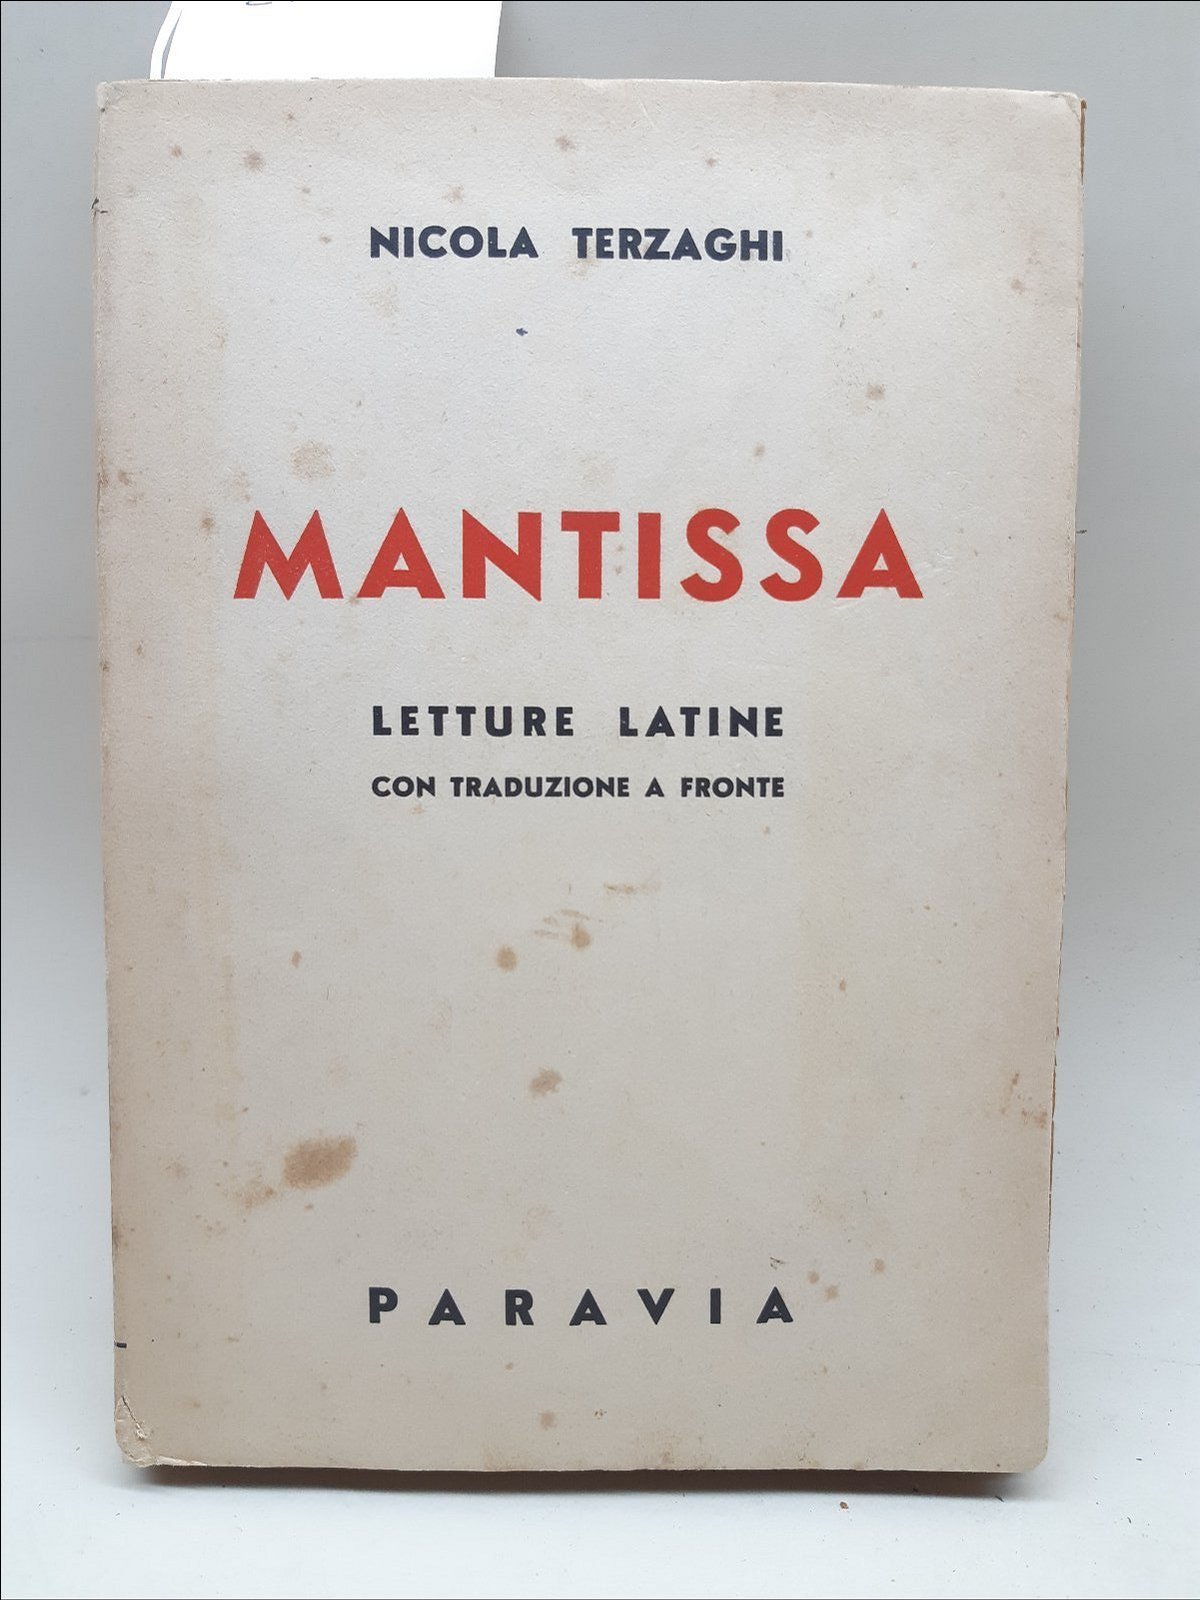 NICOLA TERZAGHI
MANTISSA
LETTURE LATINE
CON TRADUZIONE A FRONTE
PARAVIA